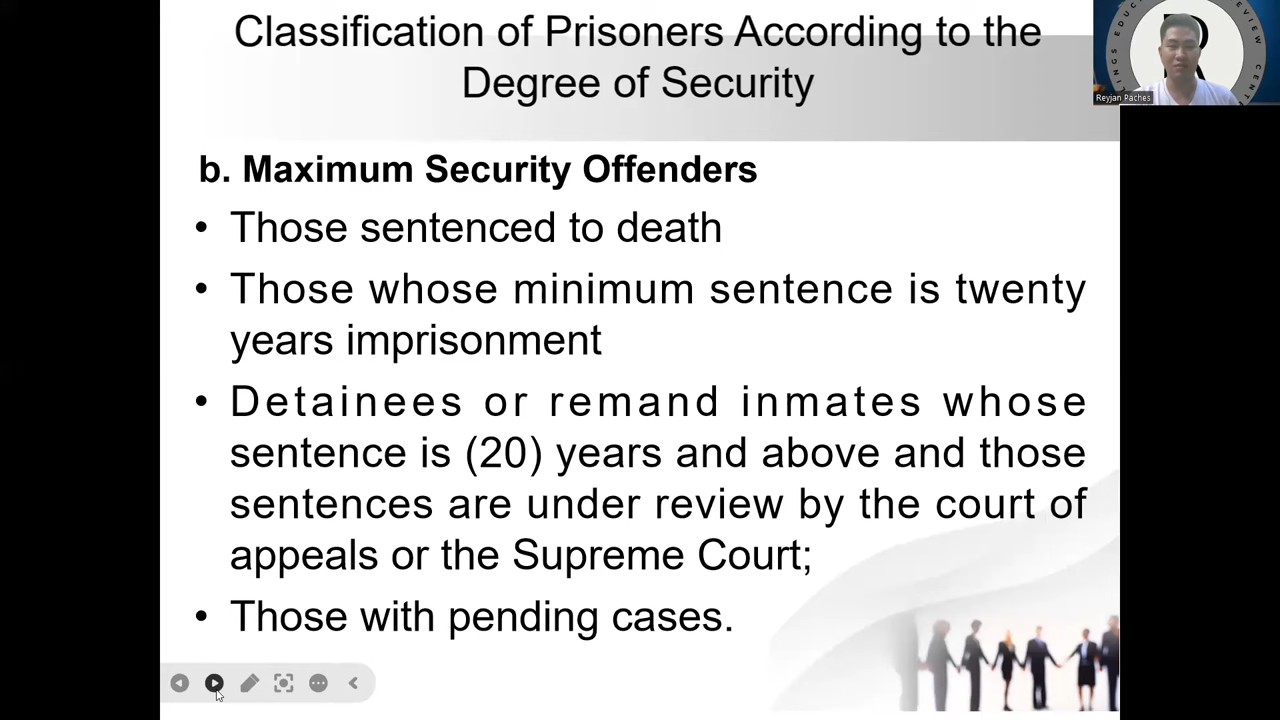 Classification of Prisoners According to the
Degree of Security
b. Maximum Security Offenders
• Those sentenced to death
• Those whose minimum sentence is twenty
years imprisonment
• Detainees or remand inmates whose
sentence is (20) years and above and those
sentences are under review by the court of
appeals or the Supreme Court;
• Those with pending cases.
Reyjan Paches